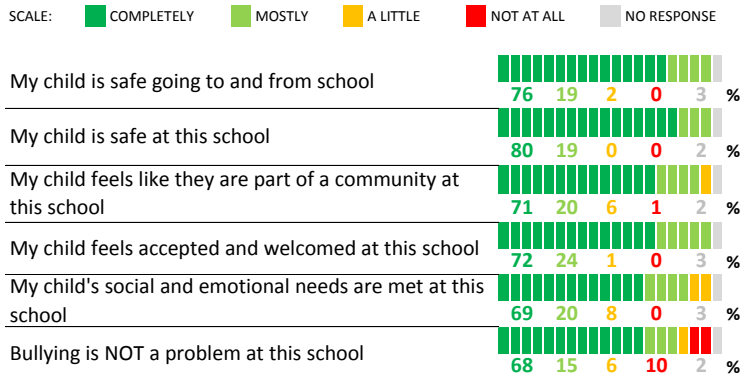 SCALE: COMPLETELY MOSTLY A LITTLE NOT AT ALL NO RESPONSE
My child is safe going to and from school
76 19 2 0 3 %
My child is safe at this school
80 19 0 0 2 %
My child feels like they are part of a community at
this school
71 20 6 1 2 %
My child feels accepted and welcomed at this school
72 24 1 0 3 %
My child's social and emotional needs are met at this
school
69 20 8 0 3 %
Bullying is NOT a problem at this school
68 15 6 10 2 %